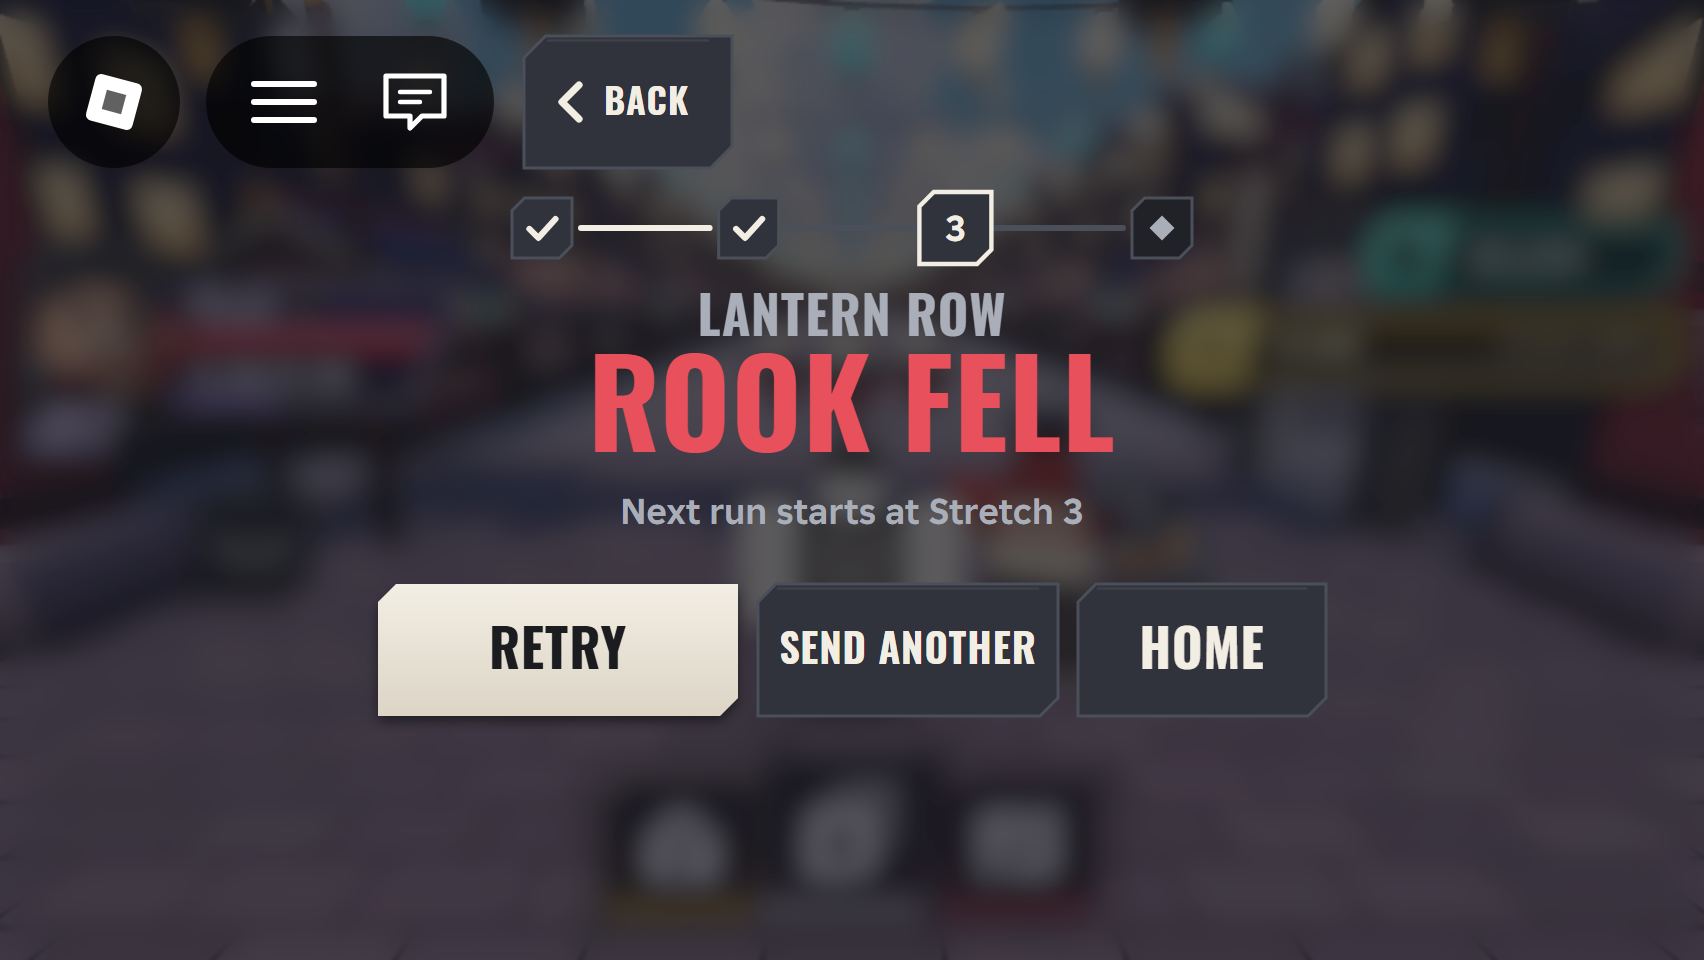 BACK
3
LANTERN ROW
ROOK FELL
Next run starts at Stretch 3
RETRY
SEND ANOTHER
HOME